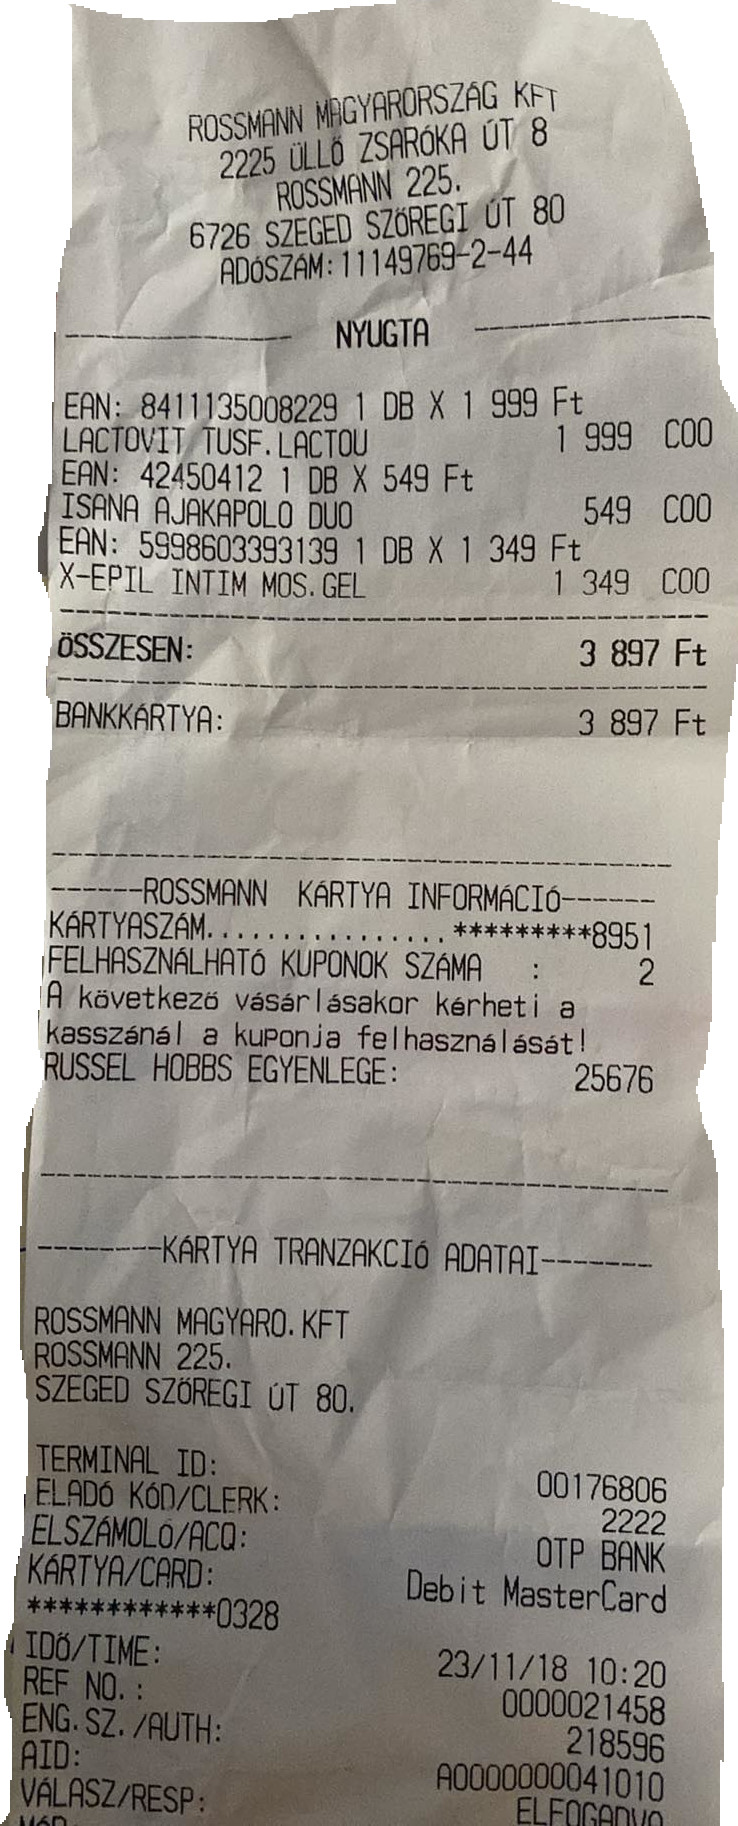 ROSSMANN MAGYARORSZÁG KFT
2225 ÜLLŐ ZSARÓKA ÚT 8
ROSSMANN 225.
6726 SZEGED SZŐREGI ÚT 80
ADÓSZÁM:11149769-2-44
NYUGTA
EAN: 8411135008229 1 DB X 1 999 Ft
LACTOVIT TUSF.LACTOU 1 999 C00
EAN: 42450412 1 DB X 549 Ft
ISANA AJAKAPOLO DUO 549 C00
EAN: 5998603393139 1 DB X 1 349 Ft
X-EPIL INTIM MOS.GEL 1 349 C00
ÖSSZESEN: 3 897 Ft
BANKKÁRTYA: 3 897 Ft
------ROSSMANN KÁRTYA INFORMÁCIÓ------
KÁRTYASZÁM.................*********8951
FELHASZNÁLHATÓ KUPONOK SZÁMA : 2
A következő vásárlásakor kérheti a
kasszánál a kuponja felhasználását!
RUSSEL HOBBS EGYENLEGE: 25676
--------KÁRTYA TRANZAKCIÓ ADATAI-------
ROSSMANN MAGYARO.KFT
ROSSMANN 225.
SZEGED SZŐREGI ÚT 80.
TERMINAL ID: 00176806
ELADÓ KÓD/CLERK: 2222
ELSZÁMOLÓ/ACQ: OTP BANK
KÁRTYA/CARD: Debit MasterCard
************0328
IDŐ/TIME: 23/11/18 10:20
REF NO.: 0000021458
ENG.SZ./AUTH: 218596
AID: A0000000041010
VÁLASZ/RESP: ELFOGADVA